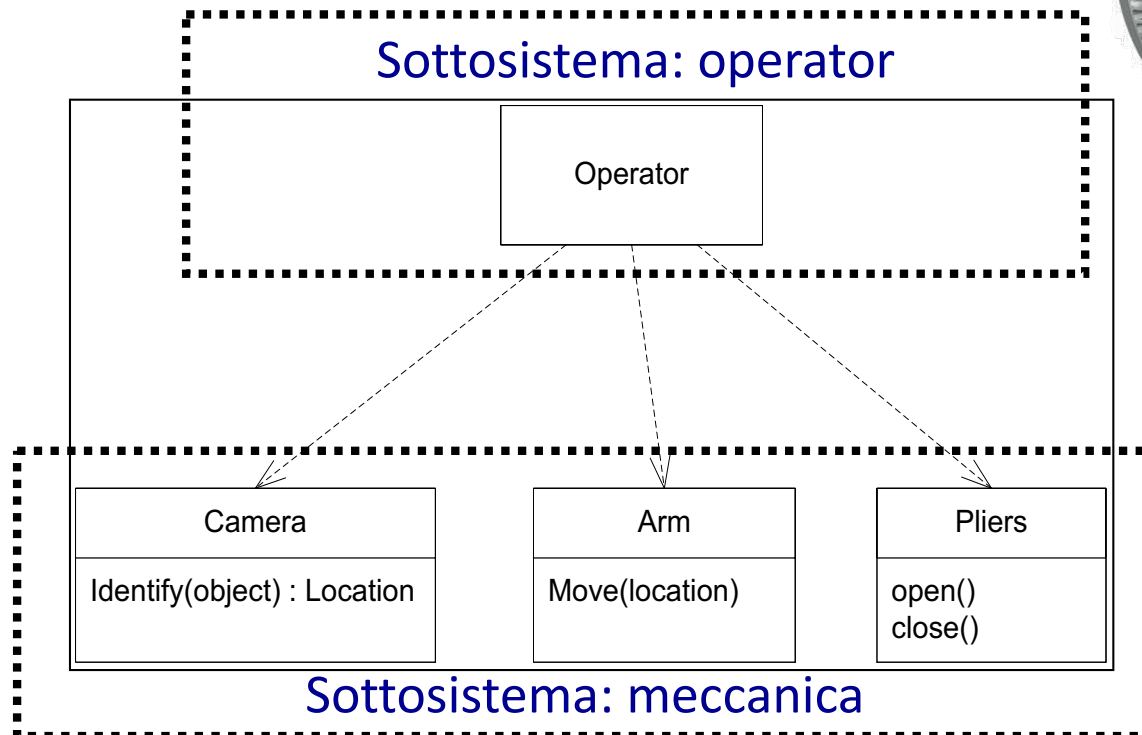 Sottosistema: operator
Operator
Camera
Identify(object) : Location
Arm
Move(location)
Pliers
open()
close()
Sottosistema: meccanica